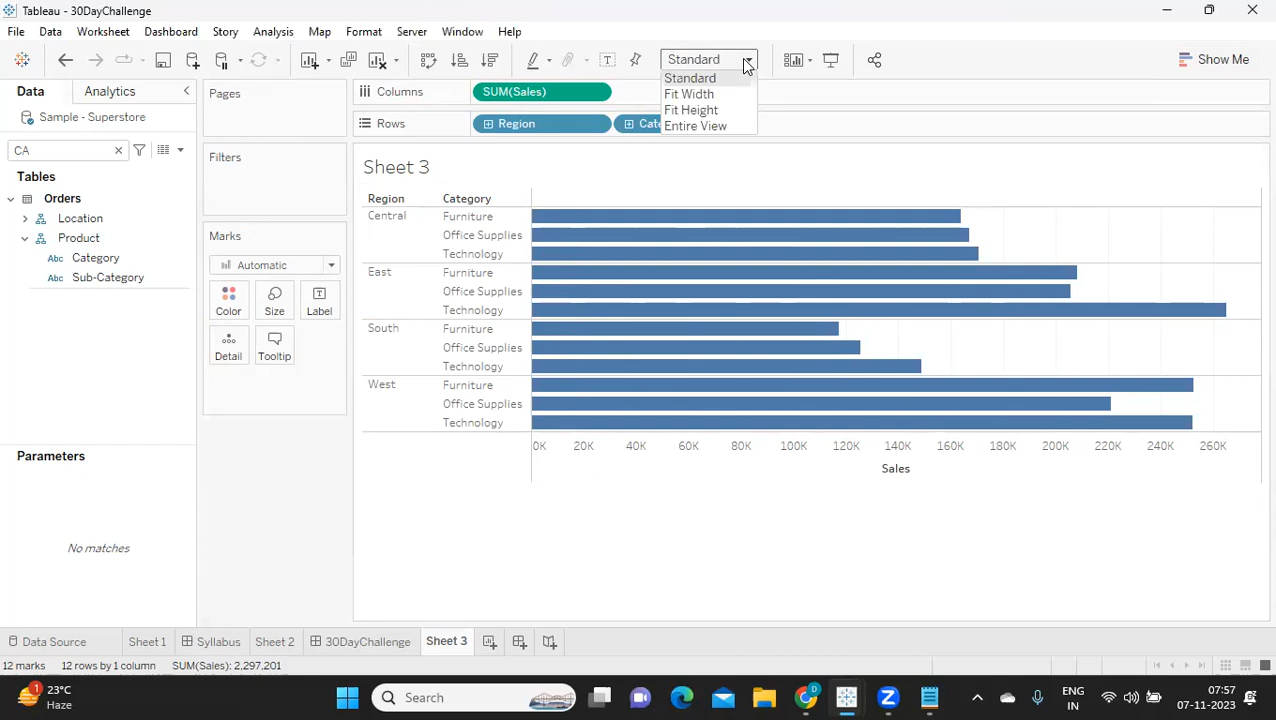 Tableau - 30DayChallenge
File Data Worksheet Dashboard Story Analysis Map Format Server Window Help
Standard
Show Me
Standard
Fit Width
Fit Height
Entire View
Data Analytics
Pages
Columns SUM(Sales)
Sample - Superstore
Rows Region
CA
Filters
Sheet 3
Tables
Orders
Location
Product
Abc Category
Abc Sub-Category
Marks
Automatic
Color Size Label
Detail Tooltip
Region Category
Central Furniture
Office Supplies
Technology
East Furniture
Office Supplies
Technology
South Furniture
Office Supplies
Technology
West Furniture
Office Supplies
Technology
0K 20K 40K 60K 80K 100K 120K 140K 160K 180K 200K 220K 240K 260K
Sales
Parameters
No matches
Data Source Sheet 1 Syllabus Sheet 2 30DayChallenge Sheet 3
12 marks 12 rows by 1 column SUM(Sales): 2,297,201
1
23°C
Haze
Search
0
ENG
IN
07:57
07-11-2023